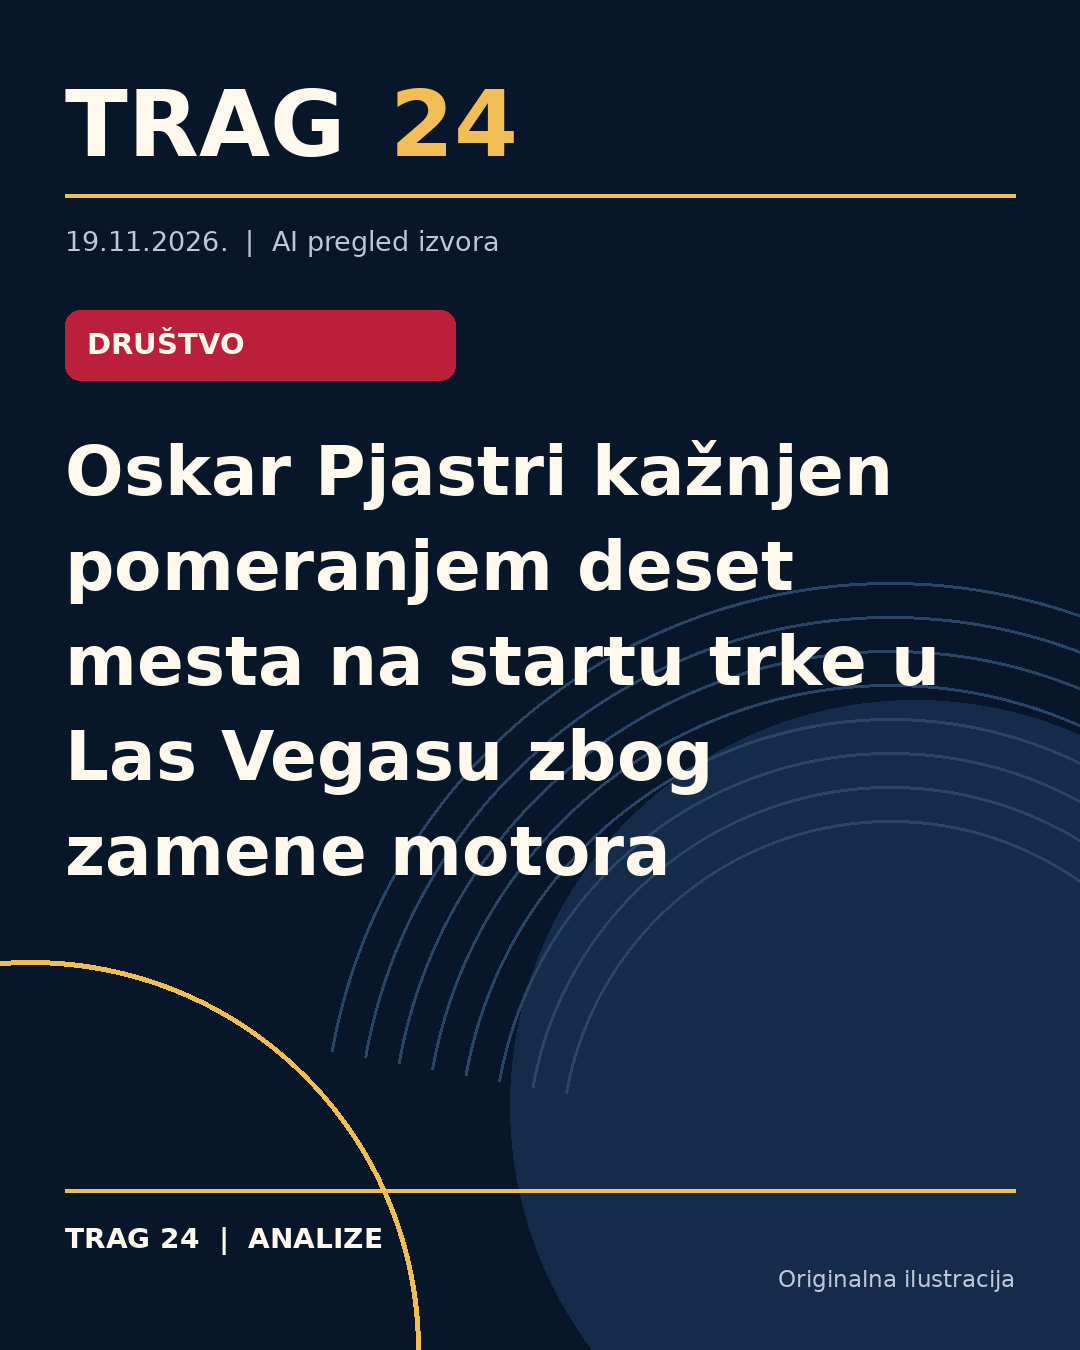 TRAG 24
19.11.2026. | AI pregled izvora
DRUŠTVO
Oskar Pjastri kažnjen
pomeranjem deset
mesta na startu trke u
Las Vegasu zbog
zamene motora
TRAG 24 | ANALIZE
Originalna ilustracija